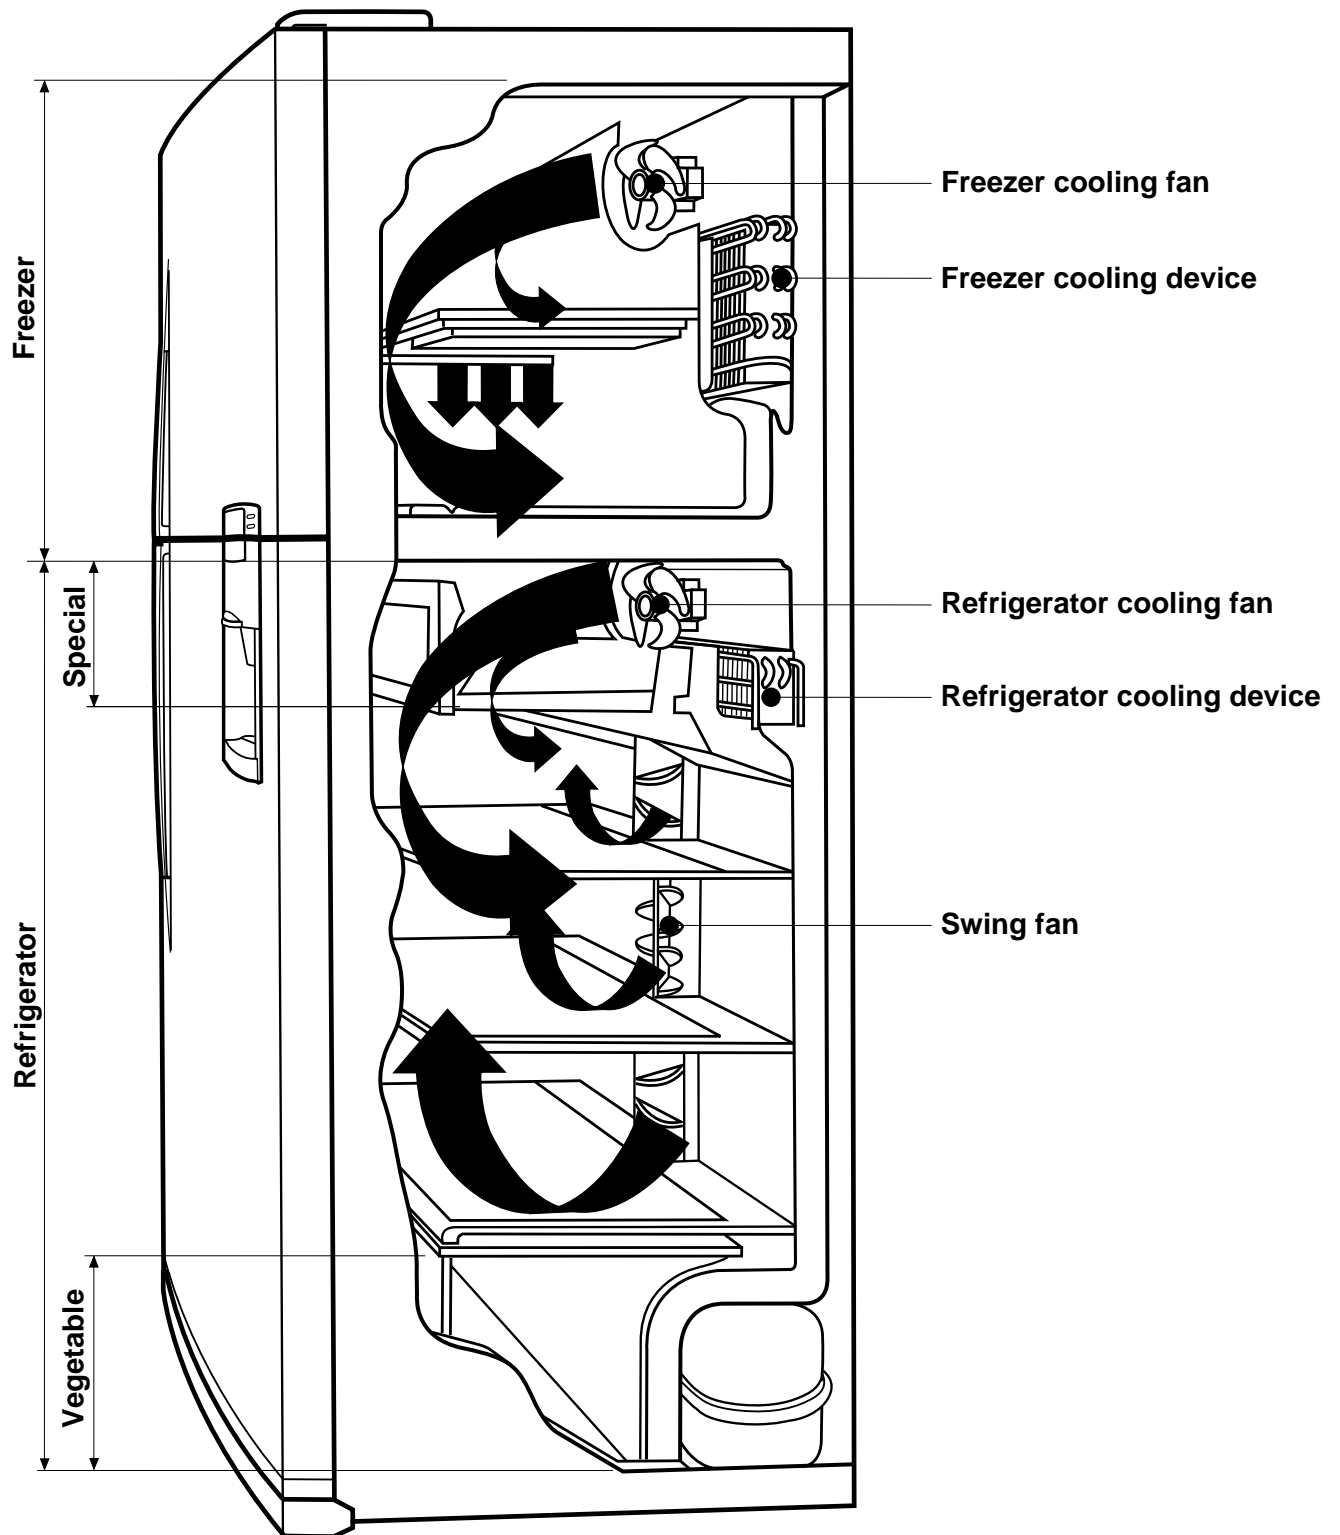 Freezer cooling fan
Freezer cooling device
Freezer
Special
Refrigerator cooling fan
Refrigerator cooling device
Swing fan
Refrigerator
Vegetable